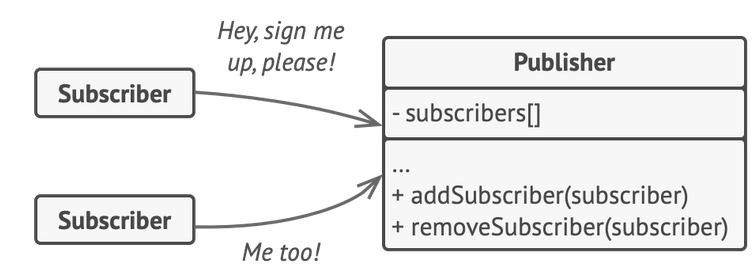 Hey, sign me
up, please!
Subscriber
Publisher
- subscribers[]
...
+ addSubscriber(subscriber)
+ removeSubscriber(subscriber)
Subscriber
Me too!